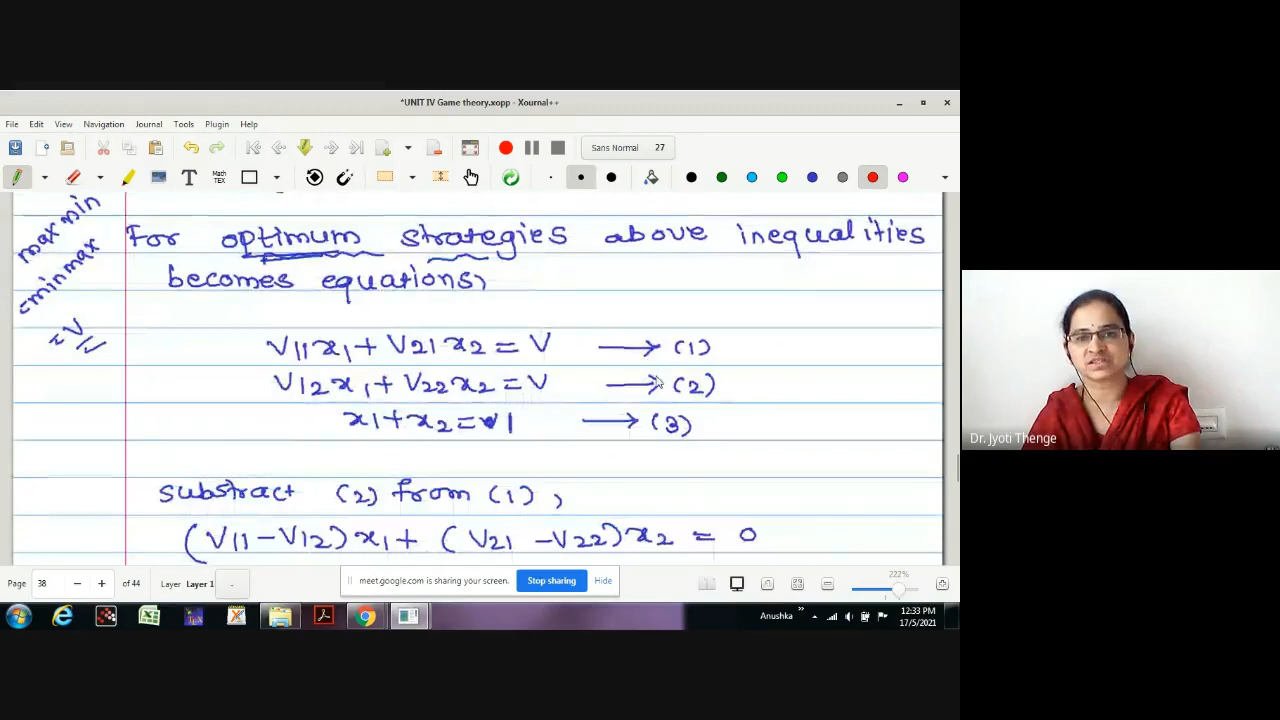 *UNIT IV Game theory.xopp - Xournal++
File Edit View Navigation Journal Tools Plugin Help
Sans Normal 27
max min
= min max
= V
For optimum strategies above inequalities
becomes equations,
V11x1 + V21x2 = V → (1)
V12x1 + V22x2 = V → (2)
x1 + x2 = 1 → (3)
substract (2) from (1),
(V11 - V12)x1 + (V21 - V22)x2 = 0
Dr. Jyoti Thenge
Page 38 of 44 Layer Layer 1
meet.google.com is sharing your screen. Stop sharing Hide
222%
Anushka
12:33 PM
17/5/2021